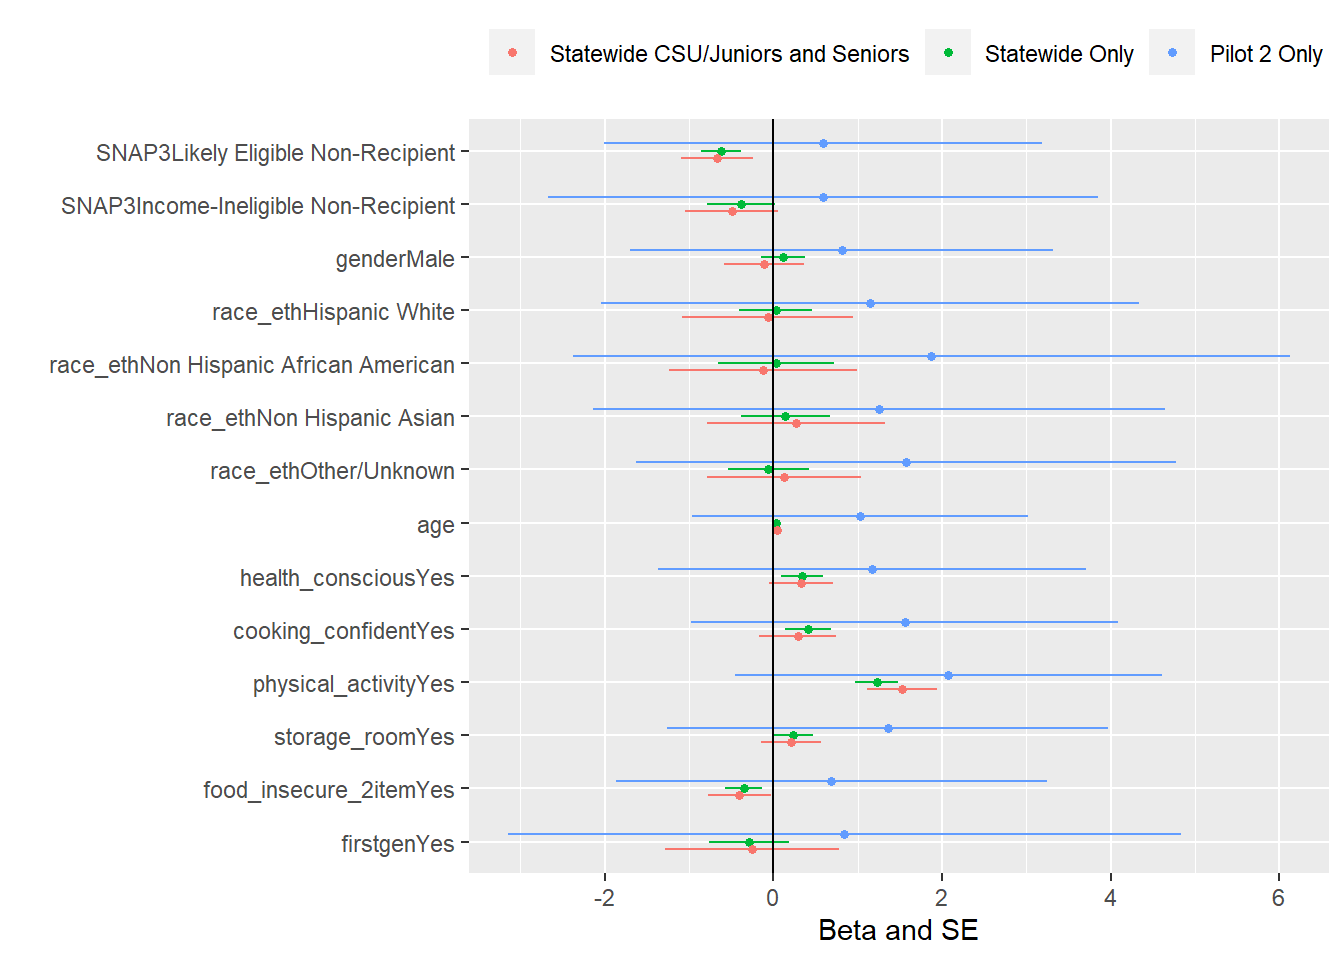 Statewide CSU/Juniors and Seniors Statewide Only Pilot 2 Only
SNAP3Likely Eligible Non-Recipient
SNAP3Income-Ineligible Non-Recipient
genderMale
race_ethHispanic White
race_ethNon Hispanic African American
race_ethNon Hispanic Asian
race_ethOther/Unknown
age
health_consciousYes
cooking_confidentYes
physical_activityYes
storage_roomYes
food_insecure_2itemYes
firstgenYes
-2 0 2 4 6
Beta and SE